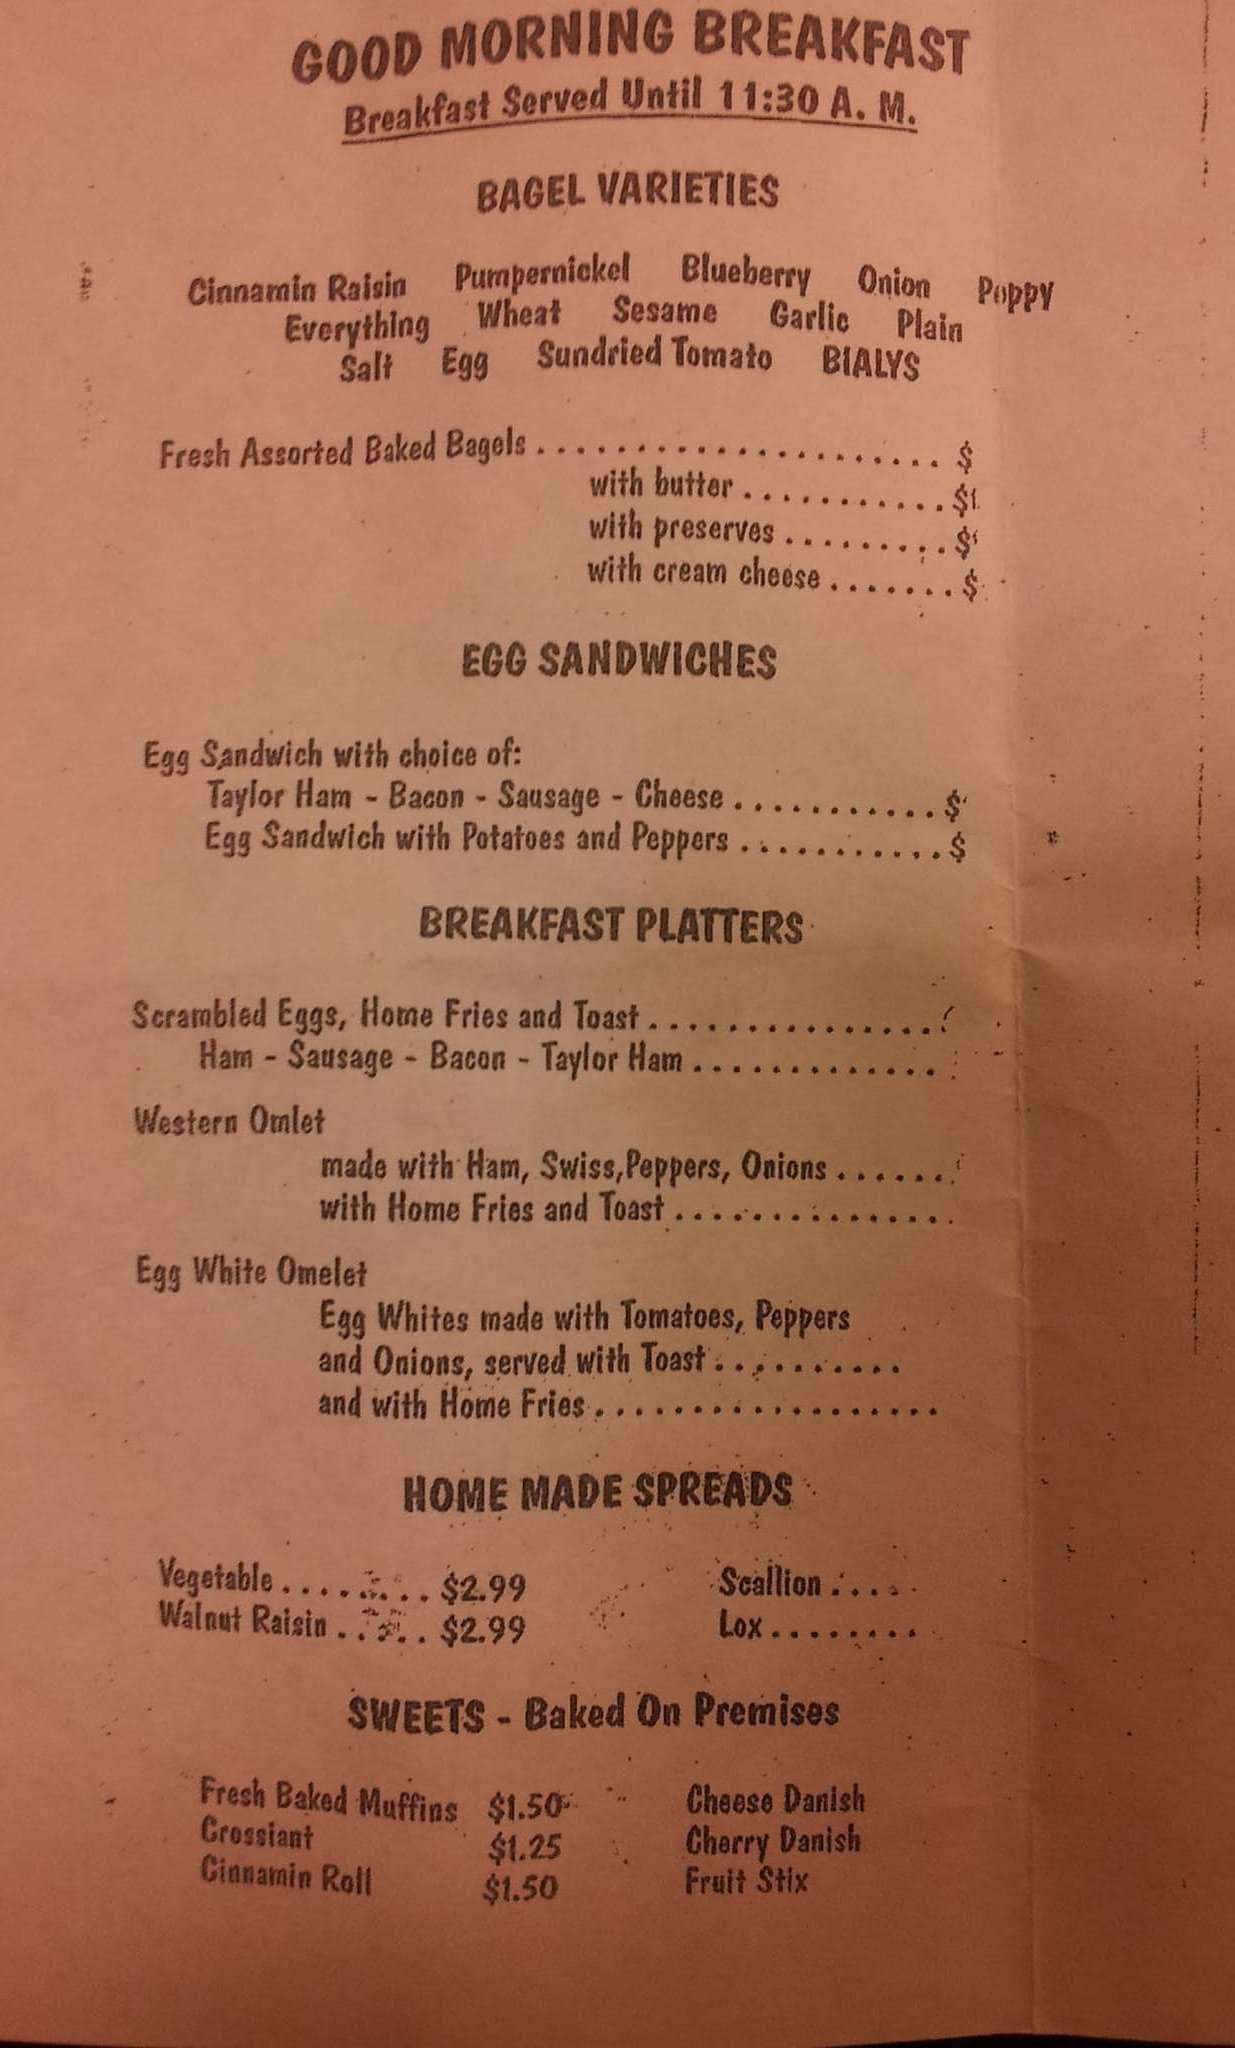 GOOD MORNING BREAKFAST
Breakfast Served Until 11:30 A. M.
BAGEL VARIETIES
Cinnamin Raisin Pumpernickel Blueberry Onion Poppy
Everything Wheat Sesame Garlic Plain
Salt Egg Sundried Tomato BIALYS
Fresh Assorted Baked Bagels . . . . . . . . . . . . . . . . . . . . . $
with butter . . . . . . . . . . . $
with preserves . . . . . . . . . $
with cream cheese . . . . . . . $
EGG SANDWICHES
Egg Sandwich with choice of:
Taylor Ham - Bacon - Sausage - Cheese . . . . . . . . . . . $
Egg Sandwich with Potatoes and Peppers . . . . . . . . . . . $
BREAKFAST PLATTERS
Scrambled Eggs, Home Fries and Toast . . . . . . . . . . . . . . .
Ham - Sausage - Bacon - Taylor Ham . . . . . . . . . . . . .
Western Omlet
made with Ham, Swiss,Peppers, Onions . . . . . .
with Home Fries and Toast . . . . . . . . . . . . . . .
Egg White Omelet
Egg Whites made with Tomatoes, Peppers
and Onions, served with Toast . . . . . . . . . .
and with Home Fries . . . . . . . . . . . . . . . . . .
HOME MADE SPREADS
Vegetable . . . . . . . . $2.99 Scallion . . . . .
Walnut Raisin . . . . . $2.99 Lox . . . . . . . .
SWEETS - Baked On Premises
Fresh Baked Muffins $1.50 Cheese Danish
Crossiant $1.25 Cherry Danish
Cinnamin Roll $1.50 Fruit Stix